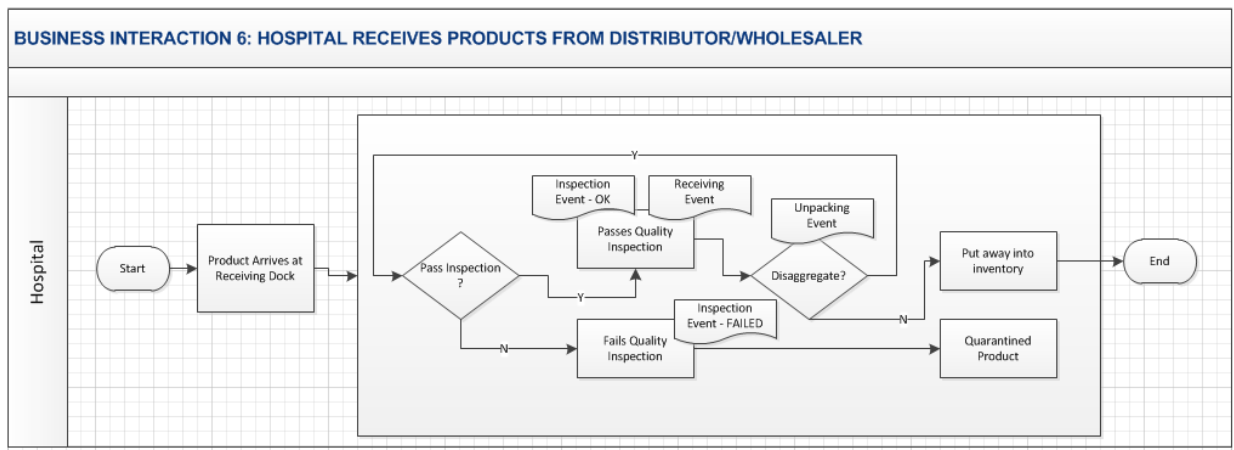 BUSINESS INTERACTION 6: HOSPITAL RECEIVES PRODUCTS FROM DISTRIBUTOR/WHOLESALER
Hospital
Start
Product Arrives at
Receiving Dock
Y
Pass Inspection
?
Y
N
Inspection
Event - OK
Receiving
Event
Passes Quality
Inspection
Inspection
Event - FAILED
Fails Quality
Inspection
Unpacking
Event
Disaggregate?
N
Put away into
inventory
Quarantined
Product
End